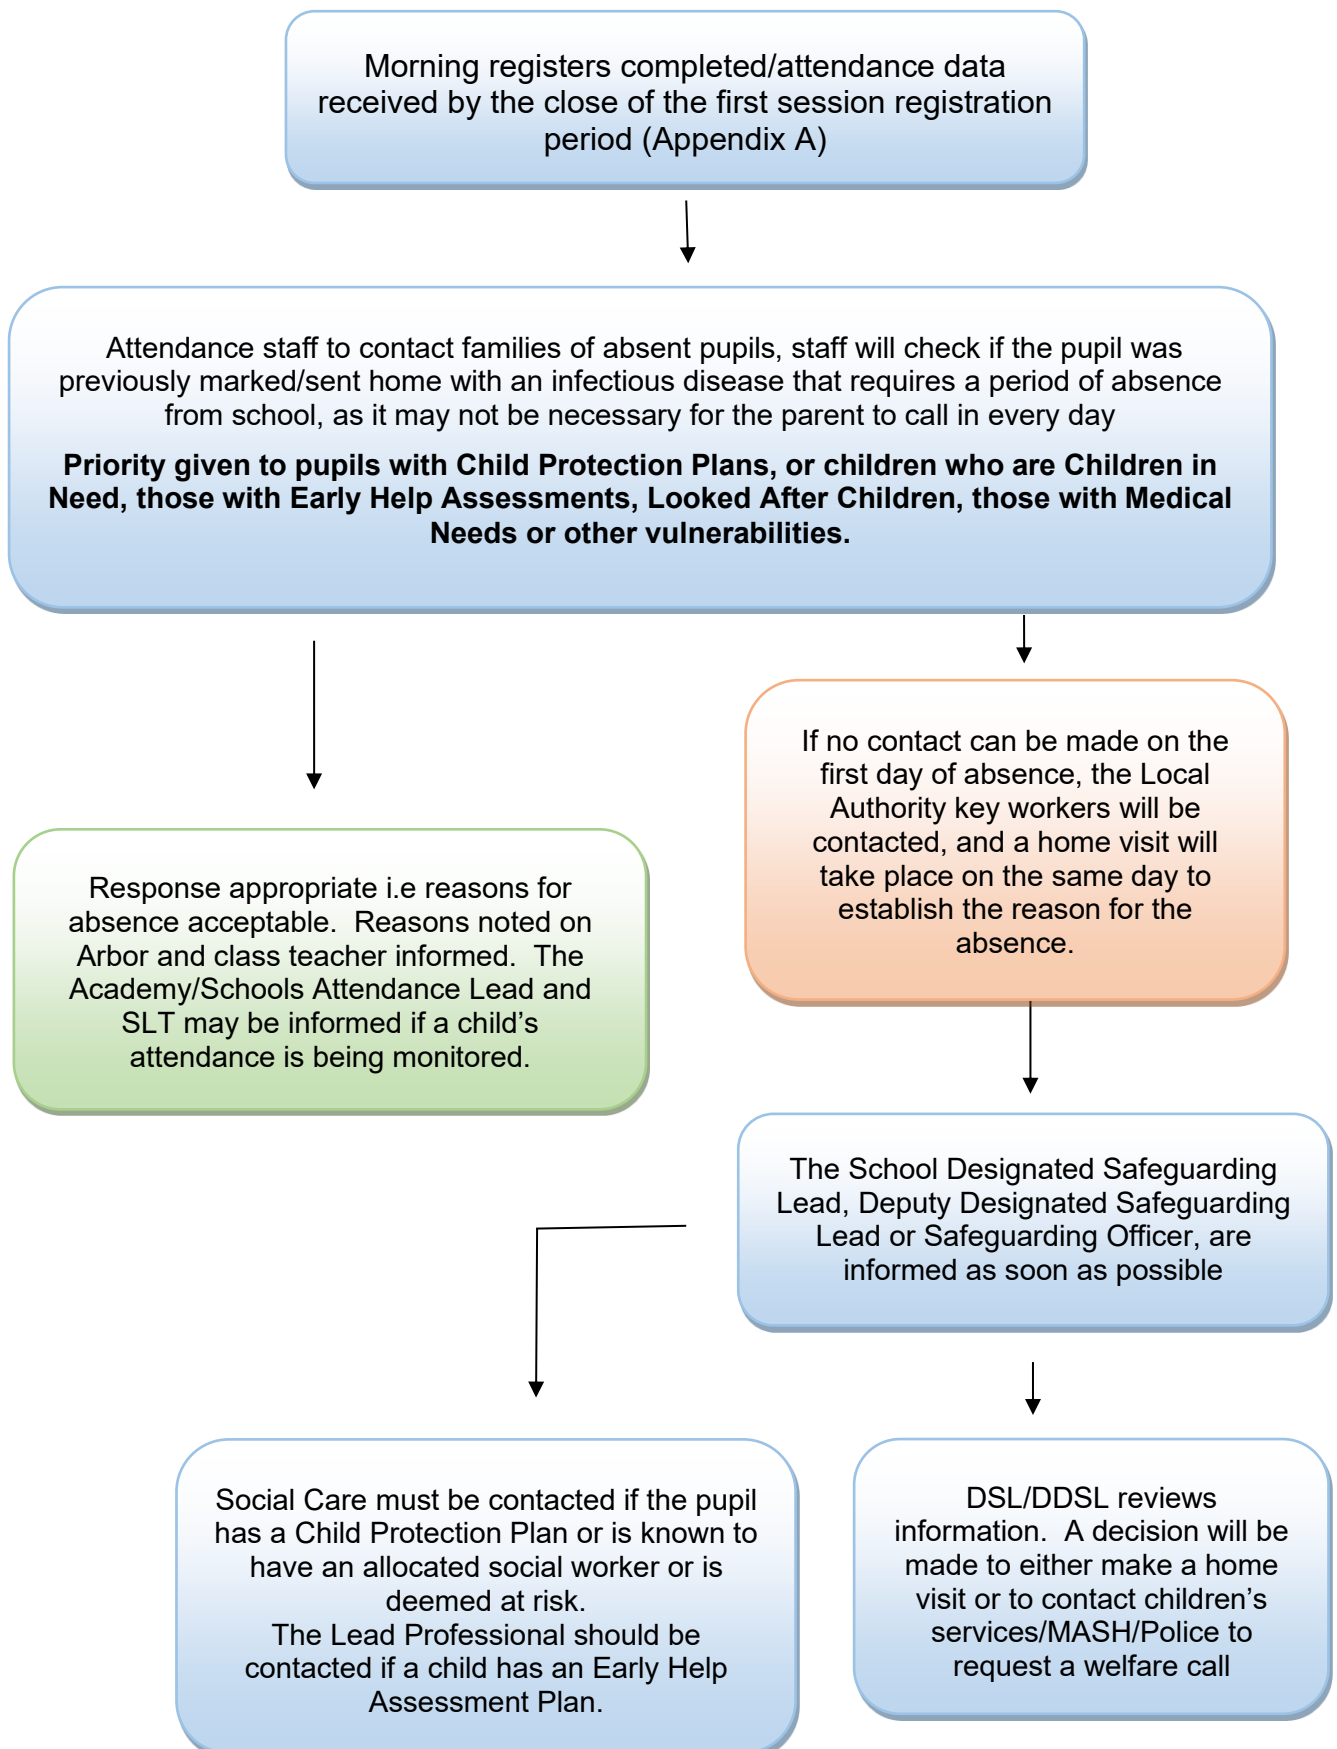 Morning registers completed/attendance data
received by the close of the first session registration
period (Appendix A)
Attendance staff to contact families of absent pupils, staff will check if the pupil was
previously marked/sent home with an infectious disease that requires a period of absence
from school, as it may not be necessary for the parent to call in every day
Priority given to pupils with Child Protection Plans, or children who are Children in
Need, those with Early Help Assessments, Looked After Children, those with Medical
Needs or other vulnerabilities.
If no contact can be made on the
first day of absence, the Local
Authority key workers will be
contacted, and a home visit will
take place on the same day to
establish the reason for the
absence.
Response appropriate i.e reasons for
absence acceptable.  Reasons noted on
Arbor and class teacher informed.  The
Academy/Schools Attendance Lead and
SLT may be informed if a child’s
attendance is being monitored.
The School Designated Safeguarding
Lead, Deputy Designated Safeguarding
Lead or Safeguarding Officer, are
informed as soon as possible
Social Care must be contacted if the pupil
has a Child Protection Plan or is known to
have an allocated social worker or is
deemed at risk.
The Lead Professional should be
contacted if a child has an Early Help
Assessment Plan.
DSL/DDSL reviews
information.  A decision will be
made to either make a home
visit or to contact children’s
services/MASH/Police to
request a welfare call